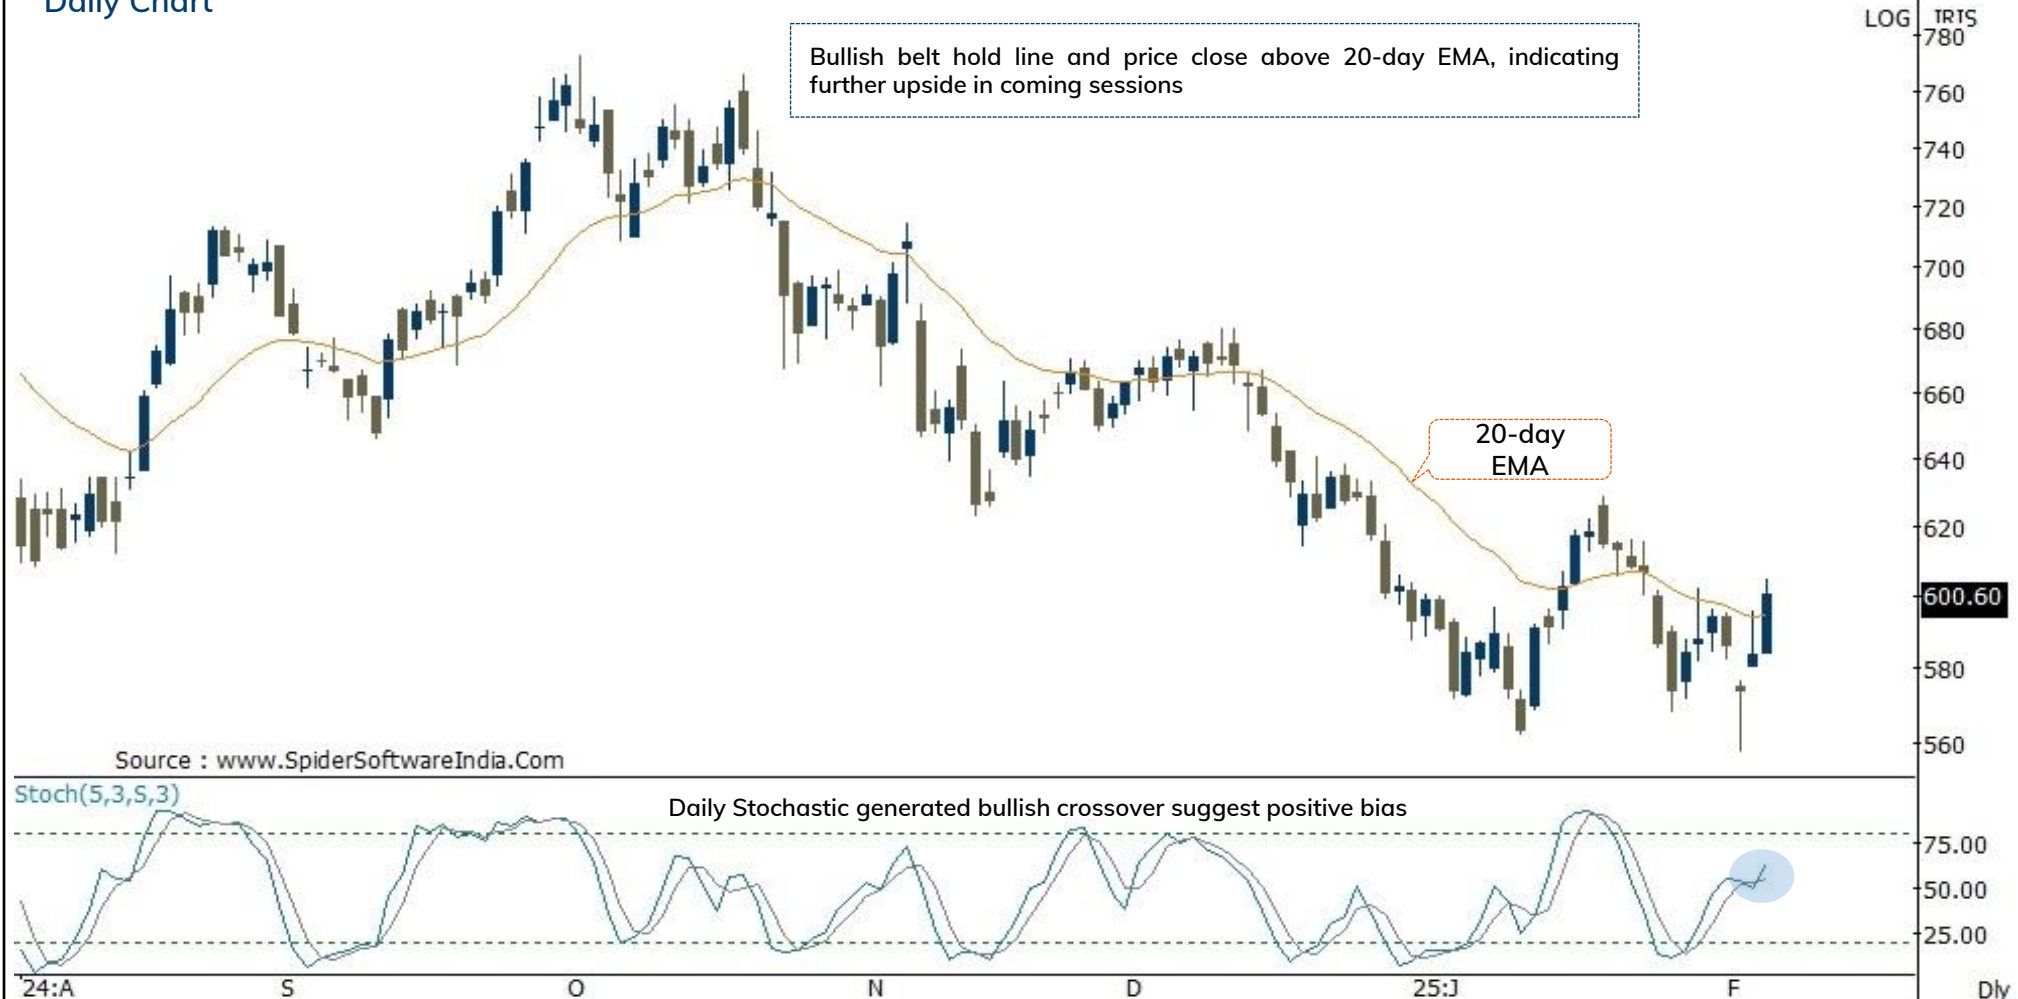 Daily Chart
LOG
IRIS
Bullish belt hold line and price close above 20-day EMA, indicating
further upside in coming sessions
780
760
740
720
700
680
660
640
620
600.60
580
560
20-day
EMA
Source : www.SpiderSoftwareIndia.Com
Stoch(5,3,S,3)
Daily Stochastic generated bullish crossover suggest positive bias
75.00
50.00
25.00
24:A S O N D 25:J F Dly